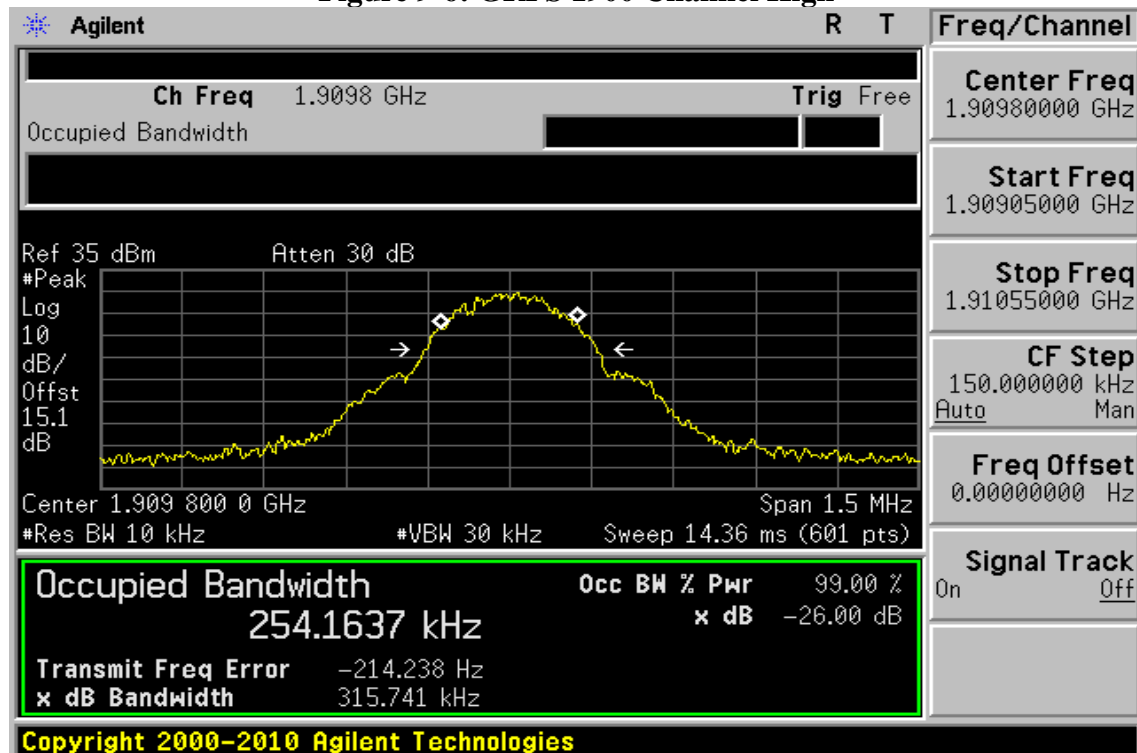 Agilent R T Freq/Channel
Ch Freq 1.9098 GHz Trig Free
Occupied Bandwidth
Center Freq
1.90980000 GHz
Start Freq
1.90905000 GHz
Stop Freq
1.91055000 GHz
CF Step
150.000000 kHz
Auto Man
Freq Offset
0.00000000 Hz
Signal Track
On Off
Ref 35 dBm Atten 30 dB
#Peak
Log
10
dB/
Offst
15.1
dB
Center 1.909 800 0 GHz Span 1.5 MHz
#Res BW 10 kHz #VBW 30 kHz Sweep 14.36 ms (601 pts)
Occupied Bandwidth Occ BW % Pwr 99.00 %
254.1637 kHz x dB -26.00 dB
Transmit Freq Error -214.238 Hz
x dB Bandwidth 315.741 kHz
Copyright 2000-2010 Agilent Technologies